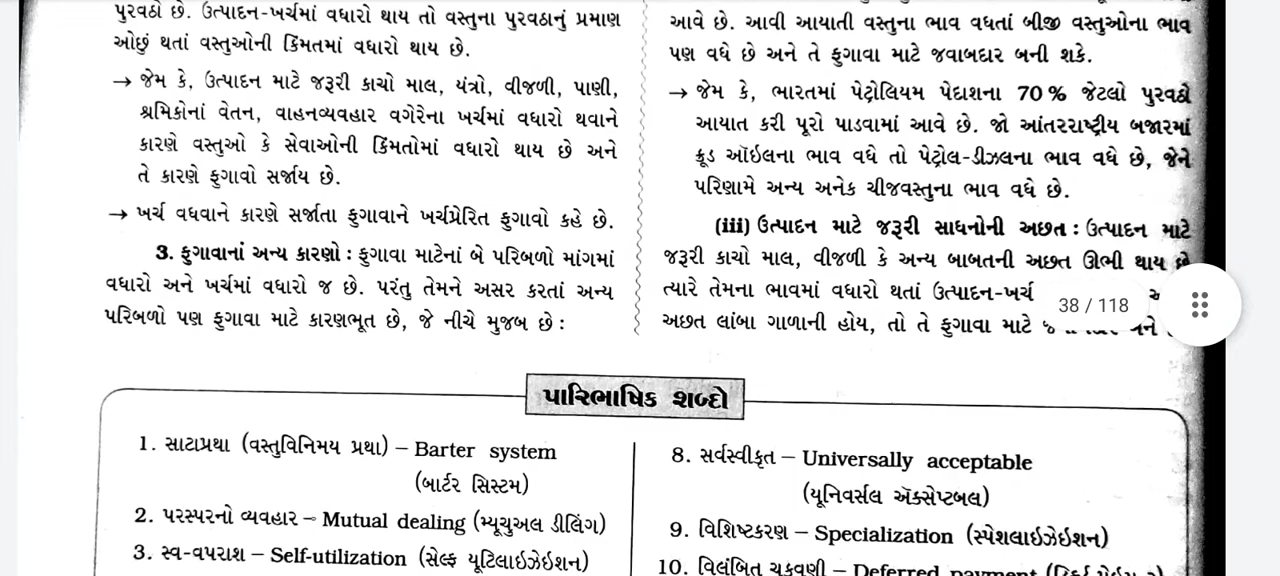 પુરવઠો છે. ઉત્પાદન-ખર્ચમાં વધારો થાય તો વસ્તુના પુરવઠાનું પ્રમાણ
ઓછું થતાં વસ્તુઓની કિંમતમાં વધારો થાય છે.
→ જેમ કે, ઉત્પાદન માટે જરૂરી કાચો માલ, યંત્રો, વીજળી, પાણી,
શ્રમિકોનાં વેતન, વાહનવ્યવહાર વગેરેના ખર્ચમાં વધારો થવાને
કારણે વસ્તુઓ કે સેવાઓની કિંમતોમાં વધારો થાય છે અને
તે કારણે ફુગાવો સર્જાય છે.
→ ખર્ચ વધવાને કારણે સર્જાતા ફુગાવાને ખર્ચપ્રેરિત ફુગાવો કહે છે.
3. ફુગાવાનાં અન્ય કારણો : ફુગાવા માટેનાં બે પરિબળો માંગમાં
વધારો અને ખર્ચમાં વધારો જ છે. પરંતુ તેમને અસર કરતાં અન્ય
પરિબળો પણ ફુગાવા માટે કારણભૂત છે, જે નીચે મુજબ છે :
આવે છે. આવી આયાતી વસ્તુના ભાવ વધતાં બીજી વસ્તુઓના ભાવ
પણ વધે છે અને તે ફુગાવા માટે જવાબદાર બની શકે.
→ જેમ કે, ભારતમાં પેટ્રોલિયમ પેદાશના 70 % જેટલો પુરવઠો
આયાત કરી પૂરો પાડવામાં આવે છે. જો આંતરરાષ્ટ્રીય બજારમાં
ક્રૂડ ઑઇલના ભાવ વધે તો પેટ્રોલ-ડીઝલના ભાવ વધે છે, જેને
પરિણામે અન્ય અનેક ચીજવસ્તુના ભાવ વધે છે.
(iii) ઉત્પાદન માટે જરૂરી સાધનોની અછત : ઉત્પાદન માટે
જરૂરી કાચો માલ, વીજળી કે અન્ય બાબતની અછત ઊભી થાય છે
ત્યારે તેમના ભાવમાં વધારો થતાં ઉત્પાદન-ખર્ચ
અછત લાંબા ગાળાની હોય, તો તે ફુગાવા માટે
38 / 118
પારિભાષિક શબ્દો
1. સાટાપ્રથા (વસ્તુવિનિમય પ્રથા) – Barter system
(બાર્ટર સિસ્ટમ)
2. પરસ્પરનો વ્યવહાર – Mutual dealing (મ્યૂચુઅલ ડીલિંગ)
3. સ્વ-વપરાશ – Self-utilization (સેલ્ફ યૂટિલાઇઝેઇશન)
8. સર્વસ્વીકૃત – Universally acceptable
(યૂનિવર્સલ ઍક્સેપ્ટબલ)
9. વિશિષ્ટકરણ – Specialization (સ્પેશલાઇઝેઇશન)
10. વિલંબિત ચુકવણી – Deferred payment